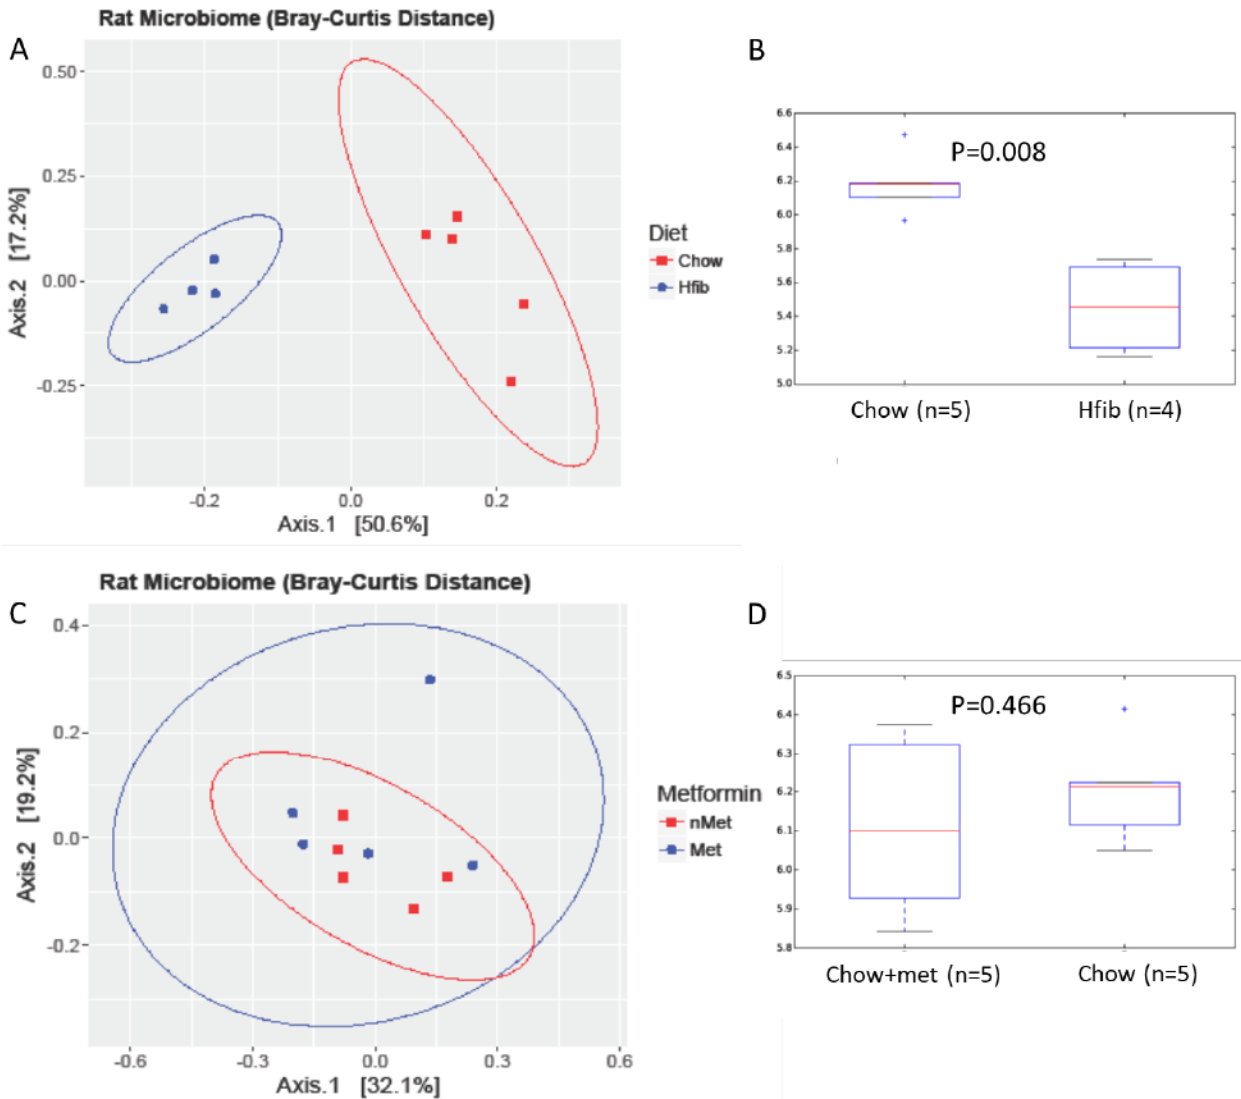 Rat Microbiome (Bray-Curtis Distance)
A
0.50
0.25
0.00
-0.25
Axis.2 [17.2%]
-0.2
0.0
0.2
Axis.1 [50.6%]
Diet
Chow
Hfib
B
6.6
6.4
6.2
6.0
5.8
5.6
5.4
5.2
5.0
P=0.008
Chow (n=5)
Hfib (n=4)
Rat Microbiome (Bray-Curtis Distance)
C
0.4
0.2
0.0
-0.2
Axis.2 [19.2%]
-0.6
-0.3
0.0
0.3
0.6
Axis.1 [32.1%]
Metformin
nMet
Met
D
6.5
6.4
6.3
6.2
6.1
6.0
5.9
5.8
P=0.466
Chow+met (n=5)
Chow (n=5)